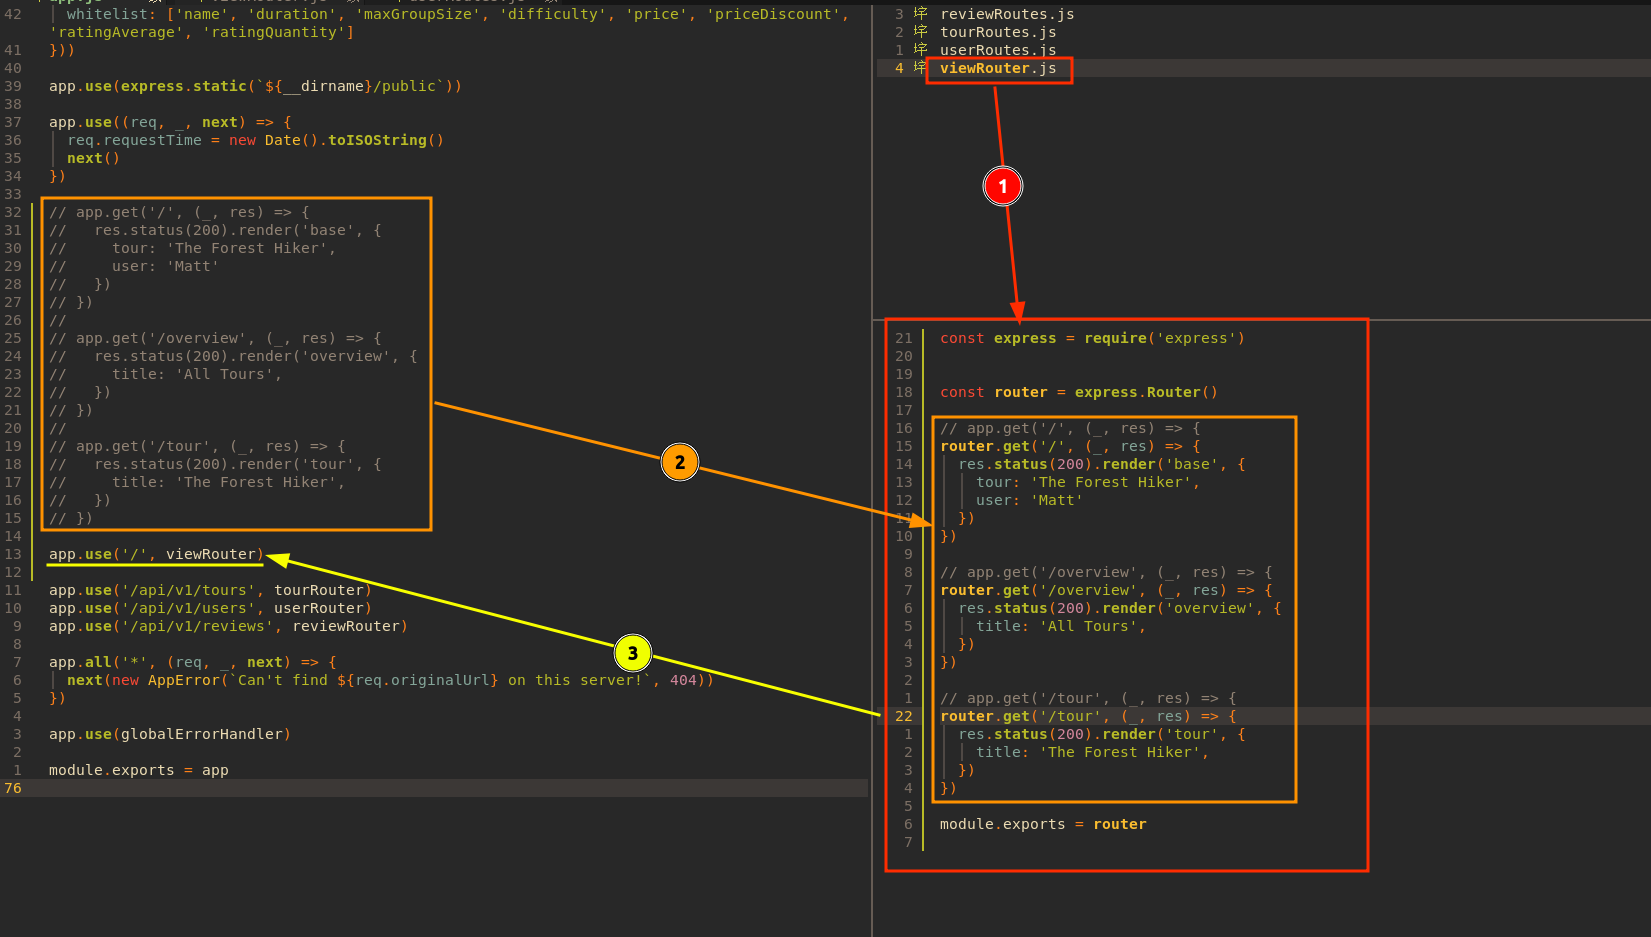 42 whitelist: ['name', 'duration', 'maxGroupSize', 'difficulty', 'price', 'priceDiscount',
'ratingAverage', 'ratingQuantity']
41 }))
40
39 app.use(express.static(`${__dirname}/public`))
38
37 app.use((req, _, next) => {
36 req.requestTime = new Date().toISOString()
35 next()
34 })
33
32 // app.get('/', (_, res) => {
31 //   res.status(200).render('base', {
30 //     tour: 'The Forest Hiker',
29 //     user: 'Matt'
28 //   })
27 // })
26 //
25 // app.get('/overview', (_, res) => {
24 //   res.status(200).render('overview', {
23 //     title: 'All Tours',
22 //   })
21 // })
20 //
19 // app.get('/tour', (_, res) => {
18 //   res.status(200).render('tour', {
17 //     title: 'The Forest Hiker',
16 //   })
15 // })
14
13 app.use('/', viewRouter)
12
11 app.use('/api/v1/tours', tourRouter)
10 app.use('/api/v1/users', userRouter)
9 app.use('/api/v1/reviews', reviewRouter)
8
7 app.all('*', (req, _, next) => {
6 next(new AppError(`Can't find ${req.originalUrl} on this server!`, 404))
5 })
4
3 app.use(globalErrorHandler)
2
1 module.exports = app
76
3 reviewRoutes.js
2 tourRoutes.js
1 userRoutes.js
4 viewRouter.js
1
2
3
21 const express = require('express')
20
19
18 const router = express.Router()
17
16 // app.get('/', (_, res) => {
15 router.get('/', (_, res) => {
14 res.status(200).render('base', {
13 tour: 'The Forest Hiker',
12 user: 'Matt'
11 })
10 })
9
8 // app.get('/overview', (_, res) => {
7 router.get('/overview', (_, res) => {
6 res.status(200).render('overview', {
5 title: 'All Tours',
4 })
3 })
2
1 // app.get('/tour', (_, res) => {
22 router.get('/tour', (_, res) => {
1 res.status(200).render('tour', {
2 title: 'The Forest Hiker',
3 })
4 })
5
6 module.exports = router
7